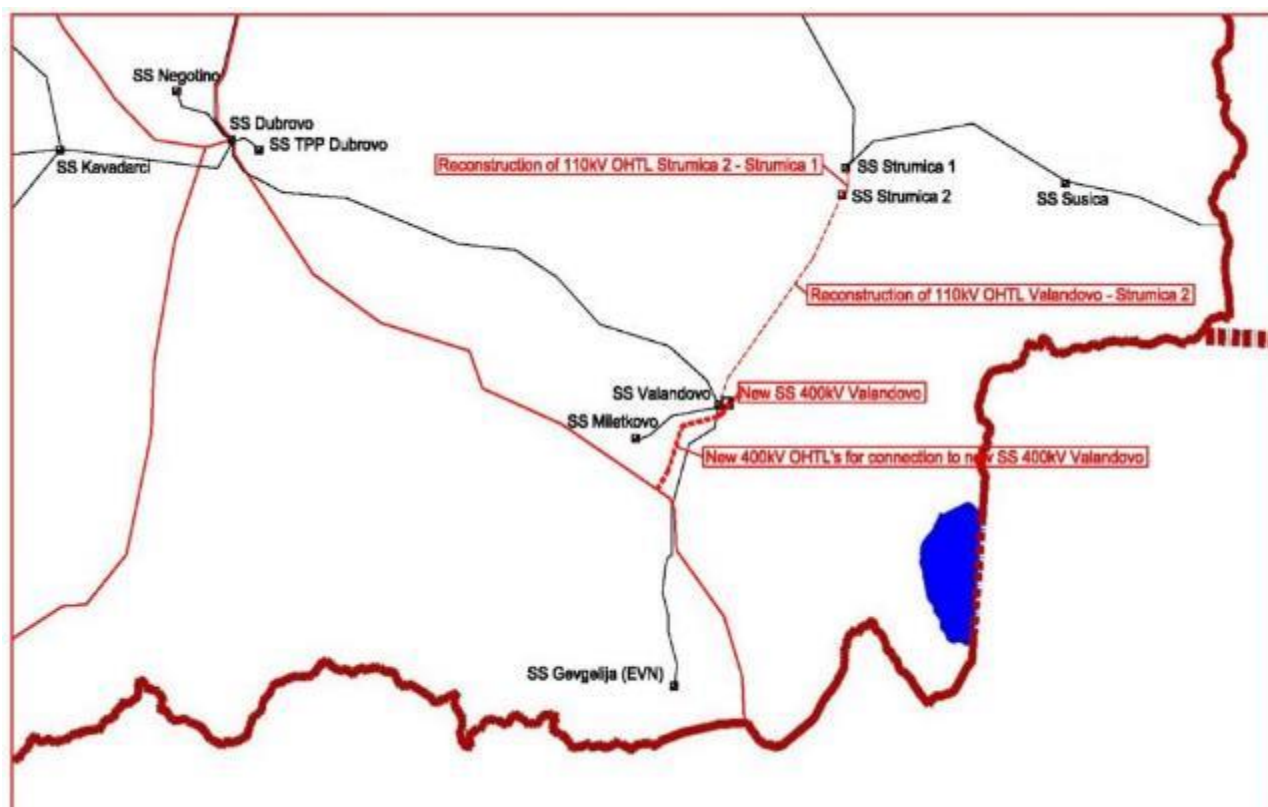 SS Negotino
SS Dubrovo
SS TPP Dubrovo
SS Kavadarci
Reconstruction of 110kV OHTL Strumica 2 - Strumica 1
SS Strumica 1
SS Strumica 2
SS Susica
Reconstruction of 110kV OHTL Valandovo - Strumica 2
SS Valandovo
New SS 400kV Valandovo
SS Miletkovo
New 400kV OHTL's for connection to new SS 400kV Valandovo
SS Gevgelija (EVN)